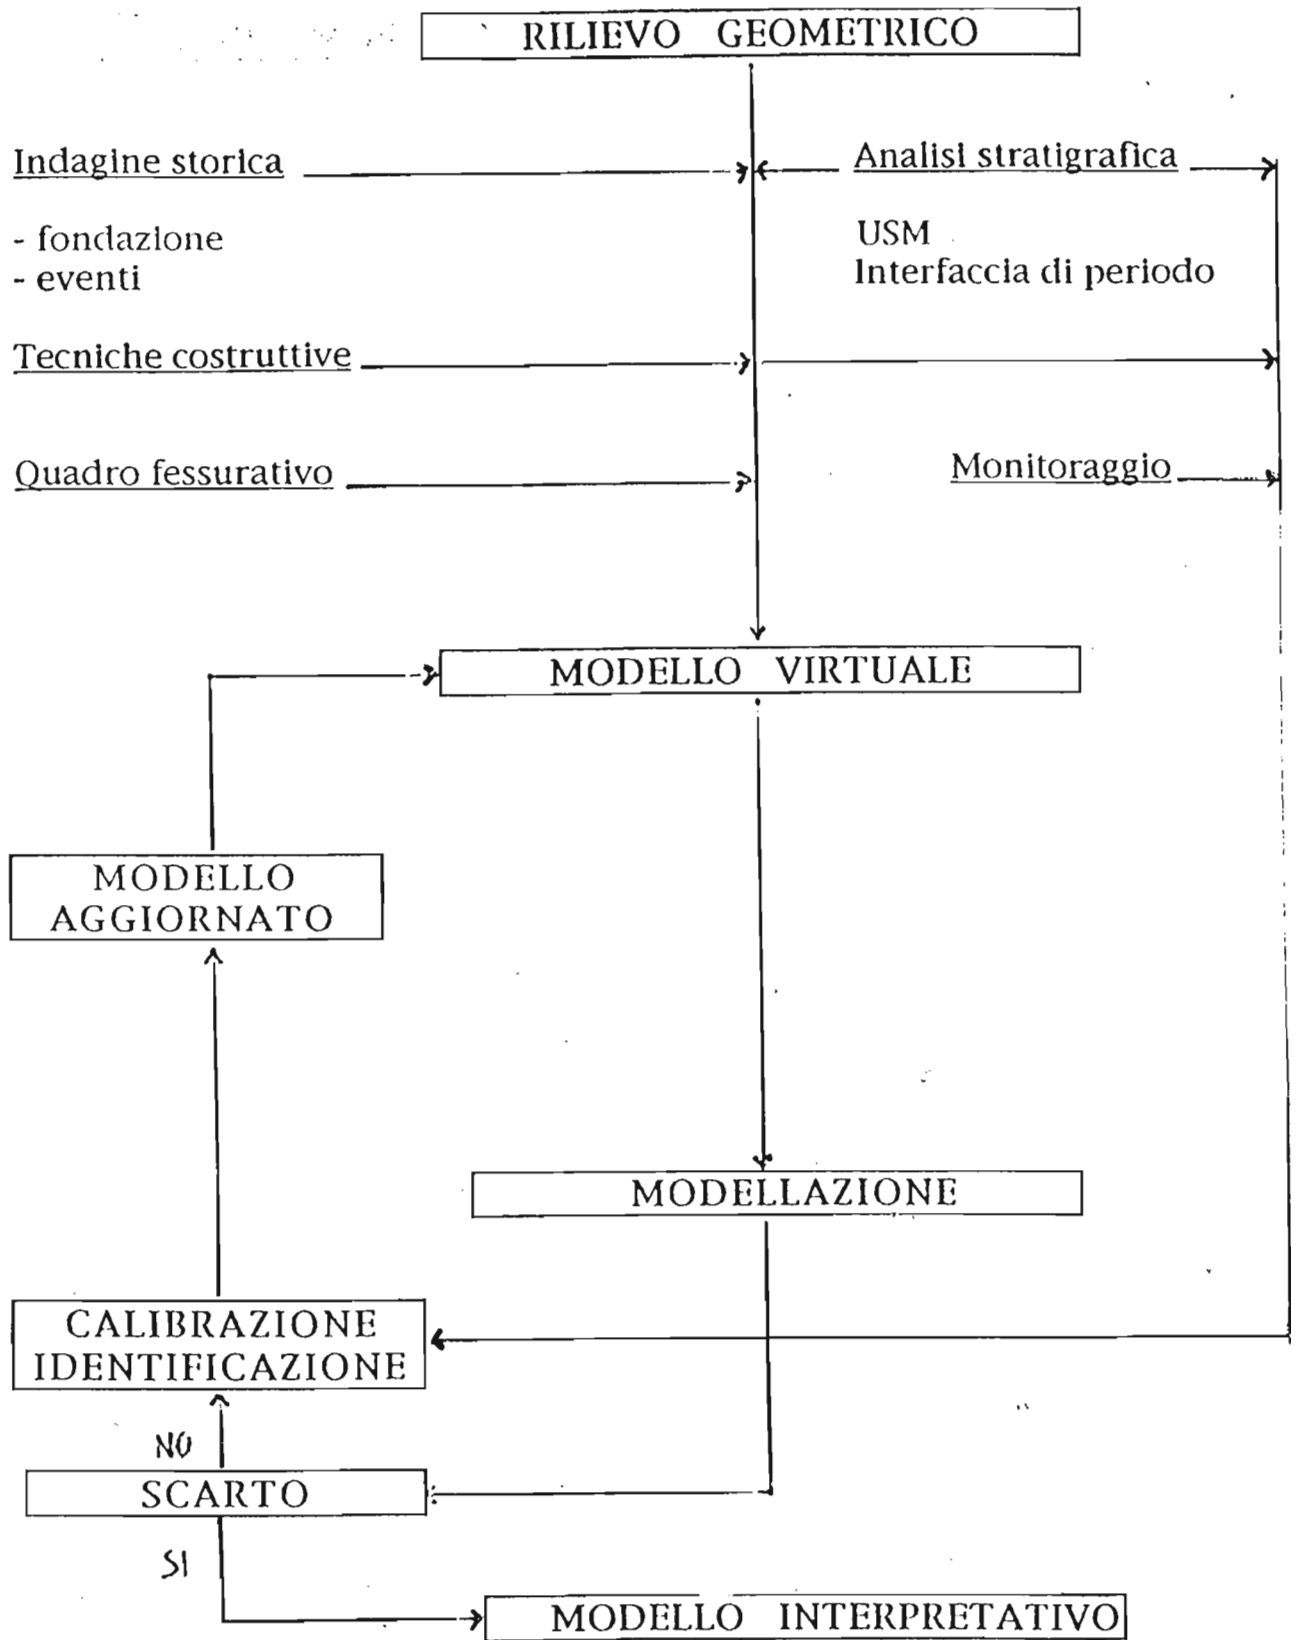 RILIEVO GEOMETRICO
Indagine storica
Analisi stratigrafica
- fondazione
- eventi
USM
Interfaccia di periodo
Tecniche costruttive
Quadro fessurativo
Monitoraggio
MODELLO VIRTUALE
MODELLO
AGGIORNATO
MODELLAZIONE
CALIBRAZIONE
IDENTIFICAZIONE
NO
SCARTO
SI
MODELLO INTERPRETATIVO